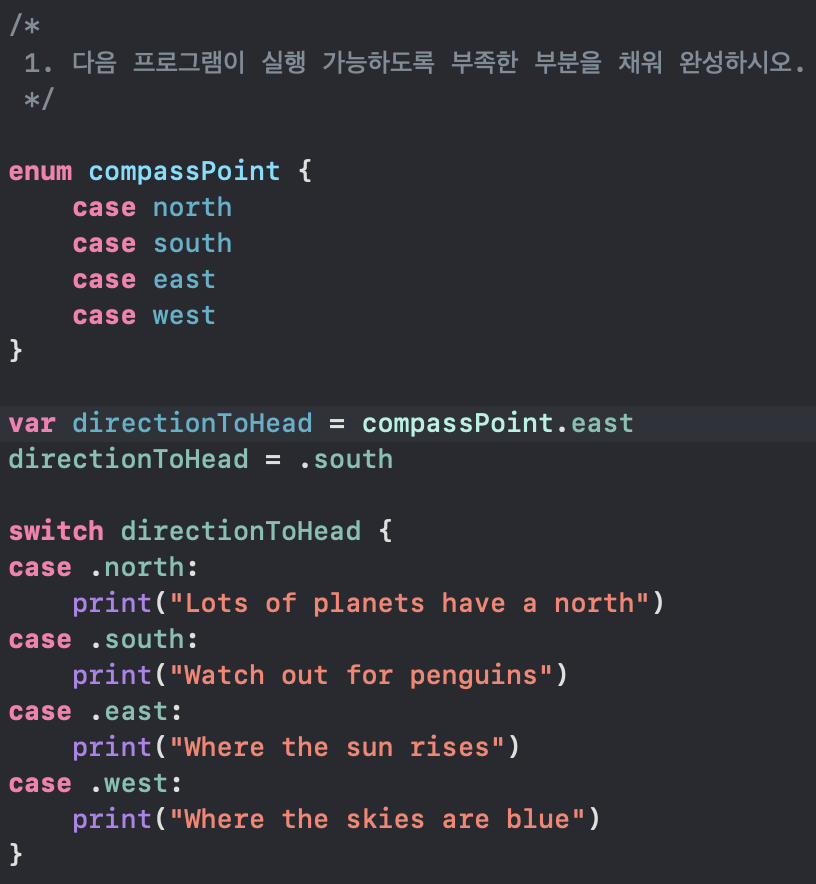 /*
 1. 다음 프로그램이 실행 가능하도록 부족한 부분을 채워 완성하시오.
 */
enum compassPoint {
    case north
    case south
    case east
    case west
}
var directionToHead = compassPoint.east
directionToHead = .south
switch directionToHead {
case .north:
    print("Lots of planets have a north")
case .south:
    print("Watch out for penguins")
case .east:
    print("Where the sun rises")
case .west:
    print("Where the skies are blue")
}